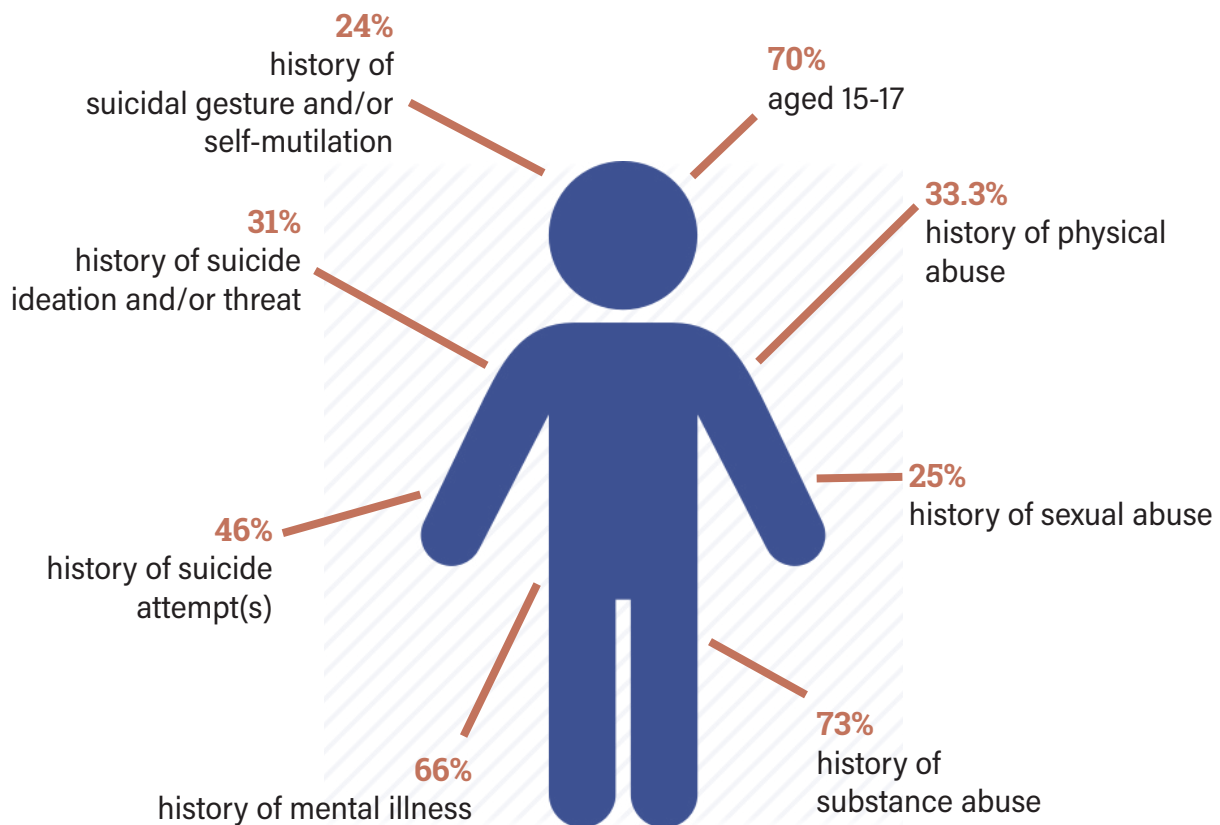 24%
history of
suicidal gesture and/or
self-mutilation
70%
aged 15-17
31%
history of suicide
ideation and/or threat
33.3%
history of physical
abuse
46%
history of suicide
attempt(s)
25%
history of sexual abuse
66%
history of mental illness
73%
history of
substance abuse